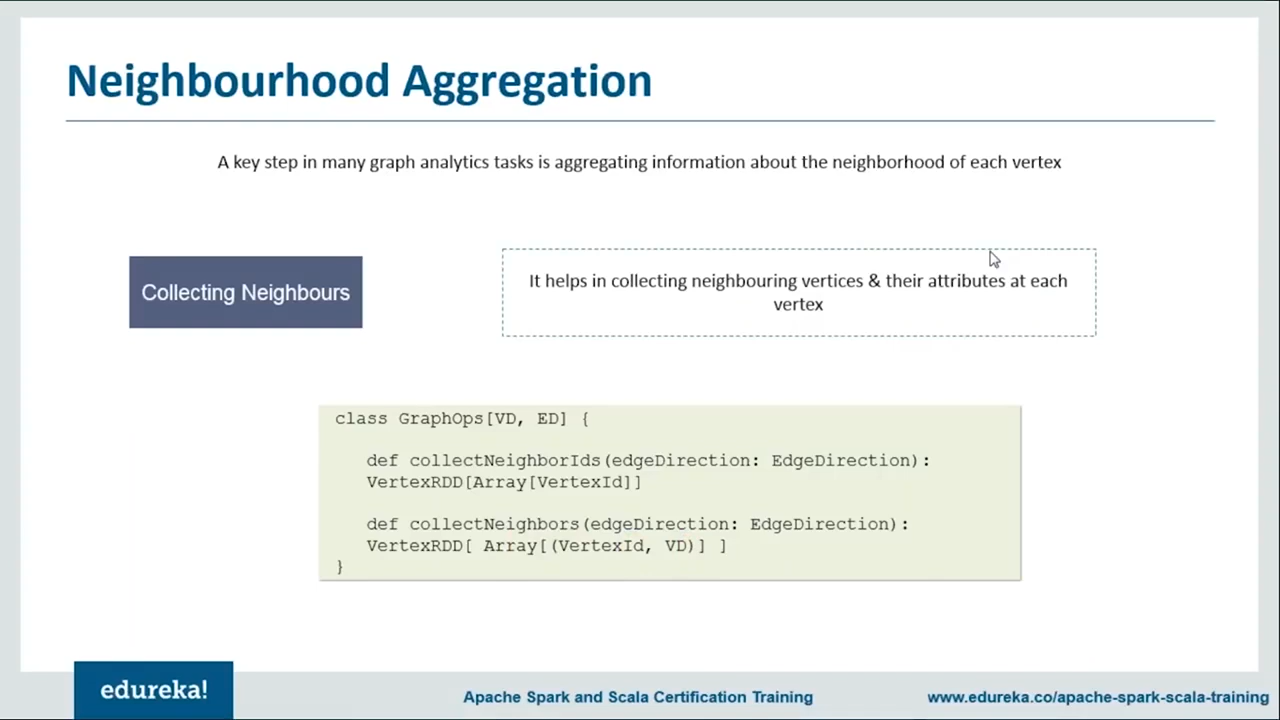 Neighbourhood Aggregation
A key step in many graph analytics tasks is aggregating information about the neighborhood of each vertex
Collecting Neighbours
It helps in collecting neighbouring vertices & their attributes at each
vertex
class GraphOps[VD, ED] {
def collectNeighborIds(edgeDirection: EdgeDirection):
VertexRDD[Array[VertexId]]
def collectNeighbors(edgeDirection: EdgeDirection):
VertexRDD[ Array[(VertexId, VD)] ]
}
edureka!
Apache Spark and Scala Certification Training
www.edureka.co/apache-spark-scala-training